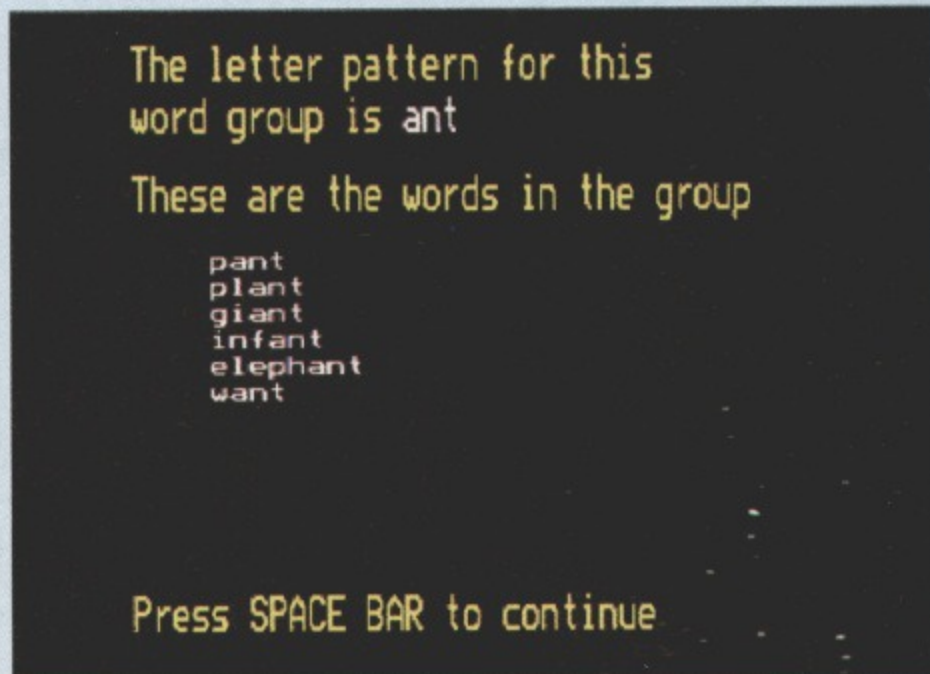 The letter pattern for this
word group is ant
These are the words in the group
pant
plant
giant
infant
elephant
want
Press SPACE BAR to continue